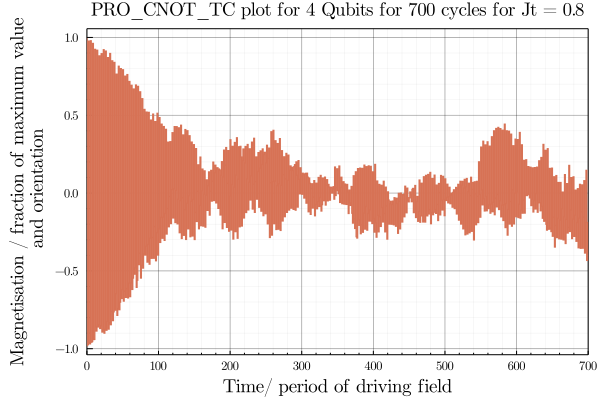 PRO_CNOT_TC plot for 4 Qubits for 700 cycles for Jt = 0.8
Magnetisation / fraction of maximum value
and orientation
1.0
0.5
0.0
−0.5
−1.0
0 100 200 300 400 500 600 700
Time/ period of driving field